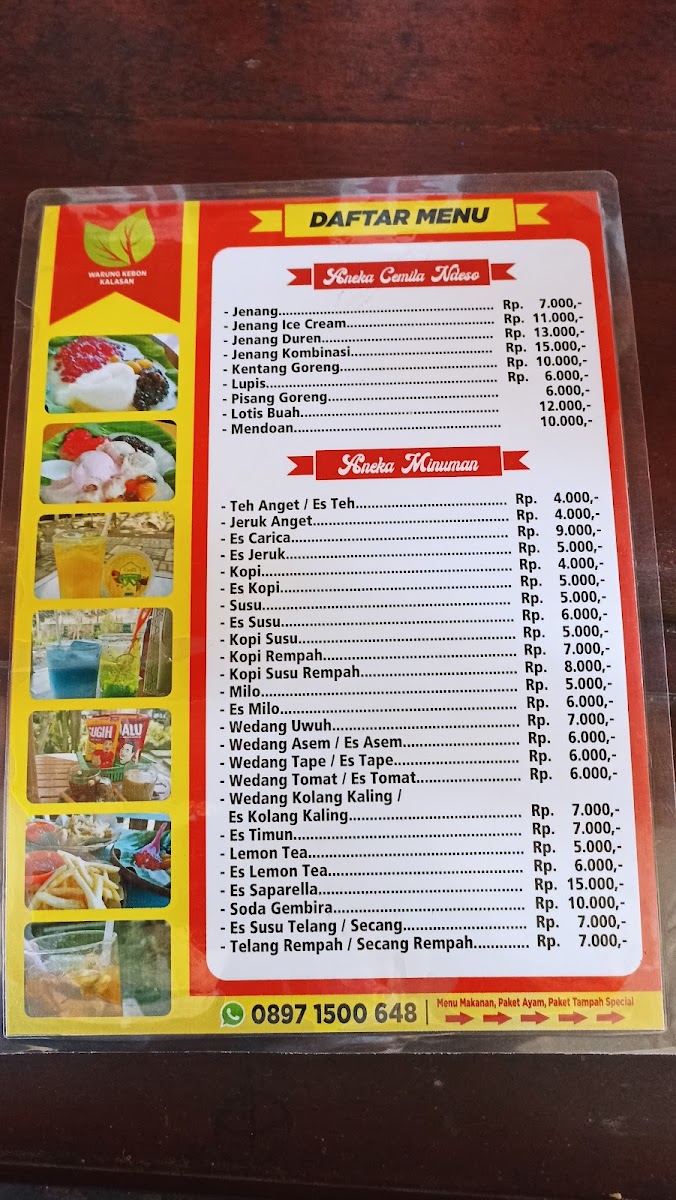 WARUNG KEBON
KALASAN
DAFTAR MENU
Aneka Cemila Ndeso
- Jenang.......................................................... Rp. 7.000,-
- Jenang Ice Cream........................................ Rp. 11.000,-
- Jenang Duren............................................... Rp. 13.000,-
- Jenang Kombinasi....................................... Rp. 15.000,-
- Kentang Goreng........................................... Rp. 10.000,-
- Lupis............................................................... Rp. 6.000,-
- Pisang Goreng.............................................. 6.000,-
- Lotis Buah..................................................... 12.000,-
- Mendoan........................................................ 10.000,-
Aneka Minuman
- Teh Anget / Es Teh........................................ Rp. 4.000,-
- Jeruk Anget................................................... Rp. 4.000,-
- Es Carica........................................................ Rp. 9.000,-
- Es Jeruk.......................................................... Rp. 5.000,-
- Kopi................................................................. Rp. 4.000,-
- Es Kopi............................................................ Rp. 5.000,-
- Susu................................................................. Rp. 5.000,-
- Es Susu............................................................ Rp. 6.000,-
- Kopi Susu....................................................... Rp. 5.000,-
- Kopi Rempah................................................. Rp. 7.000,-
- Kopi Susu Rempah........................................ Rp. 8.000,-
- Milo................................................................. Rp. 5.000,-
- Es Milo............................................................ Rp. 6.000,-
- Wedang Uwuh............................................... Rp. 7.000,-
- Wedang Asem / Es Asem.............................. Rp. 6.000,-
- Wedang Tape / Es Tape................................. Rp. 6.000,-
- Wedang Tomat / Es Tomat........................... Rp. 6.000,-
- Wedang Kolang Kaling /
Es Kolang Kaling........................................... Rp. 7.000,-
- Es Timun......................................................... Rp. 7.000,-
- Lemon Tea...................................................... Rp. 5.000,-
- Es Lemon Tea................................................. Rp. 6.000,-
- Es Saparella................................................... Rp. 15.000,-
- Soda Gembira................................................ Rp. 10.000,-
- Es Susu Telang / Secang............................... Rp. 7.000,-
- Telang Rempah / Secang Rempah............. Rp. 7.000,-
0897 1500 648 | Menu Makanan, Paket Ayam, Paket Tampah Special